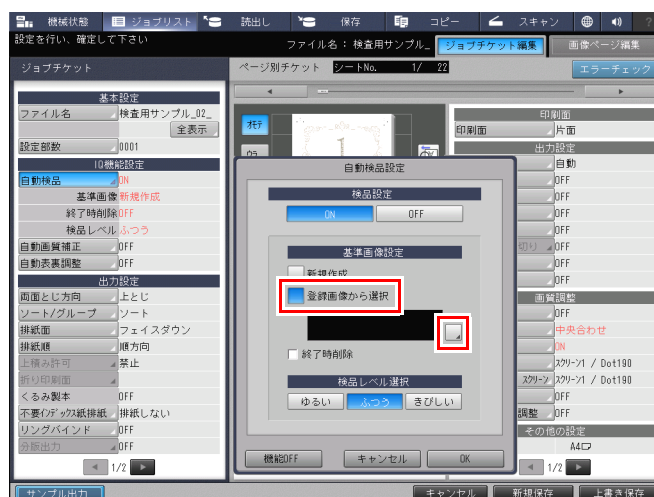 機械状態 ジョブリスト 読出し 保存 コピー スキャン ?
設定を行い、確定して下さい
ファイル名： 検査用サンプル_ ジョブチケット編集 画像ページ編集
ジョブチケット
ページ別チケット シートNo. 1/ 22 エラーチェック
基本設定
ファイル名 検査用サンプル_02_
全表示
設定部数 0001
IQ機能設定
自動検品 ON
基準画像 新規作成
終了時削除 OFF
検品レベル ふつう
自動画質補正 OFF
自動表裏調整 OFF
出力設定
両面とじ方向 上とじ
ソート/グループ ソート
排紙面 フェイスダウン
排紙順 順方向
上積み許可 禁止
折り印刷面
くるみ製本 OFF
不要インデックス紙排紙 排紙しない
リングバインド OFF
分版出力 OFF
1/2
オモテ
ウラ
1
自動検品設定
検品設定
ON OFF
基準画像設定
新規作成
登録画像から選択
終了時削除
検品レベル選択
ゆるい ふつう きびしい
機能OFF キャンセル OK
印刷面
印刷面 片面
出力設定
自動
OFF
OFF
OFF
切り OFF
OFF
OFF
画質調整
OFF
中央合わせ
ON
スクリーン1 / Dot190
スクリーン スクリーン1 / Dot190
調整 OFF
その他の設定
A4
1/2
サンプル出力 キャンセル 新規保存 上書き保存